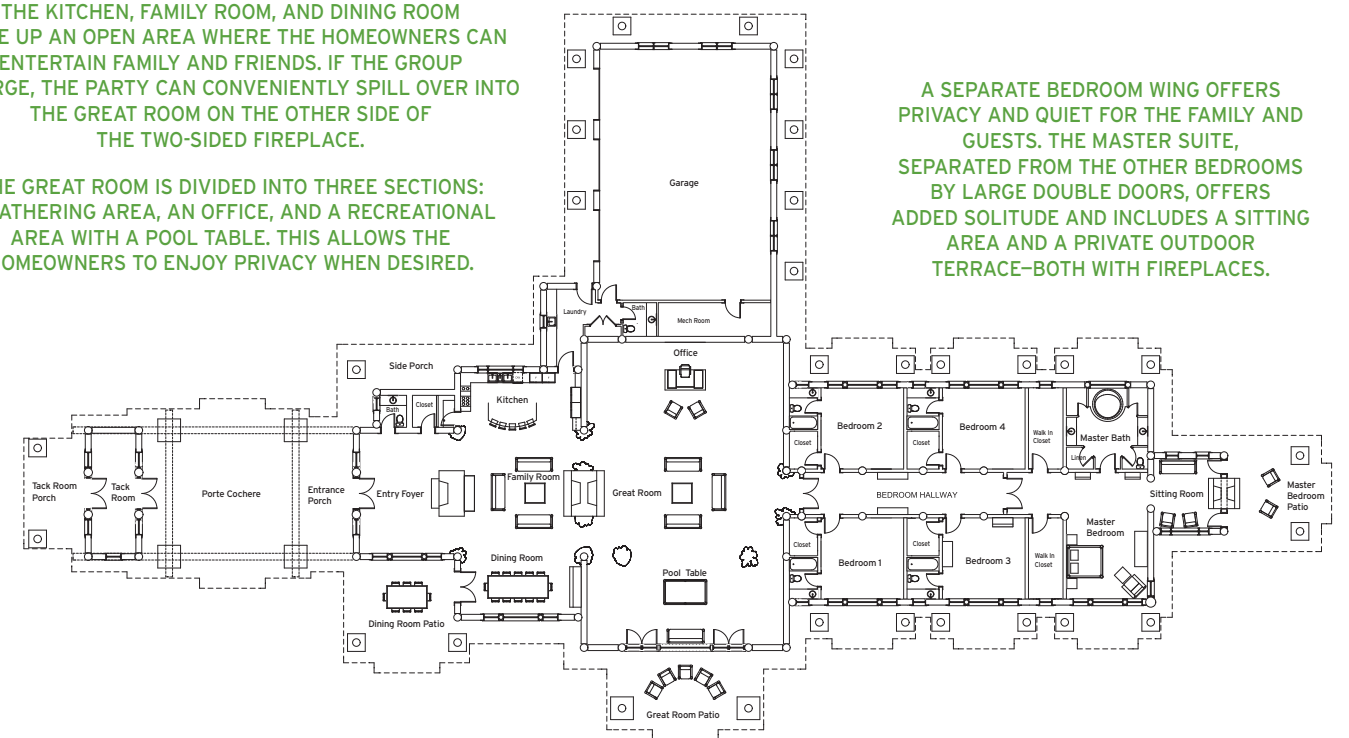 THE KITCHEN, FAMILY ROOM, AND DINING ROOM
UP AN OPEN AREA WHERE THE HOMEOWNERS CAN
ENTERTAIN FAMILY AND FRIENDS. IF THE GROUP
THE PARTY CAN CONVENIENTLY SPILL OVER INTO
THE GREAT ROOM ON THE OTHER SIDE OF
THE TWO-SIDED FIREPLACE.
GREAT ROOM IS DIVIDED INTO THREE SECTIONS:
AREA, AN OFFICE, AND A RECREATIONAL
AREA WITH A POOL TABLE. THIS ALLOWS THE
TO ENJOY PRIVACY WHEN DESIRED.
A SEPARATE BEDROOM WING OFFERS
PRIVACY AND QUIET FOR THE FAMILY AND
GUESTS. THE MASTER SUITE,
SEPARATED FROM THE OTHER BEDROOMS
BY LARGE DOUBLE DOORS, OFFERS
ADDED SOLITUDE AND INCLUDES A SITTING
AREA AND A PRIVATE OUTDOOR
TERRACE–BOTH WITH FIREPLACES.
Garage
Laundry
Bath
Mech Room
Side Porch
Office
Kitchen
Bath
Closet
Bedroom 2
Closet
Closet
Bedroom 4
Walk In
Closet
Master Bath
Linen
Tack Room
Porch
Tack
Room
Porte Cochere
Entrance
Porch
Entry Foyer
Family Room
Great Room
BEDROOM HALLWAY
Sitting Room
Master
Bedroom
Patio
Master
Bedroom
Dining Room
Closet
Bedroom 1
Closet
Bedroom 3
Walk In
Closet
Pool Table
Dining Room Patio
Great Room Patio